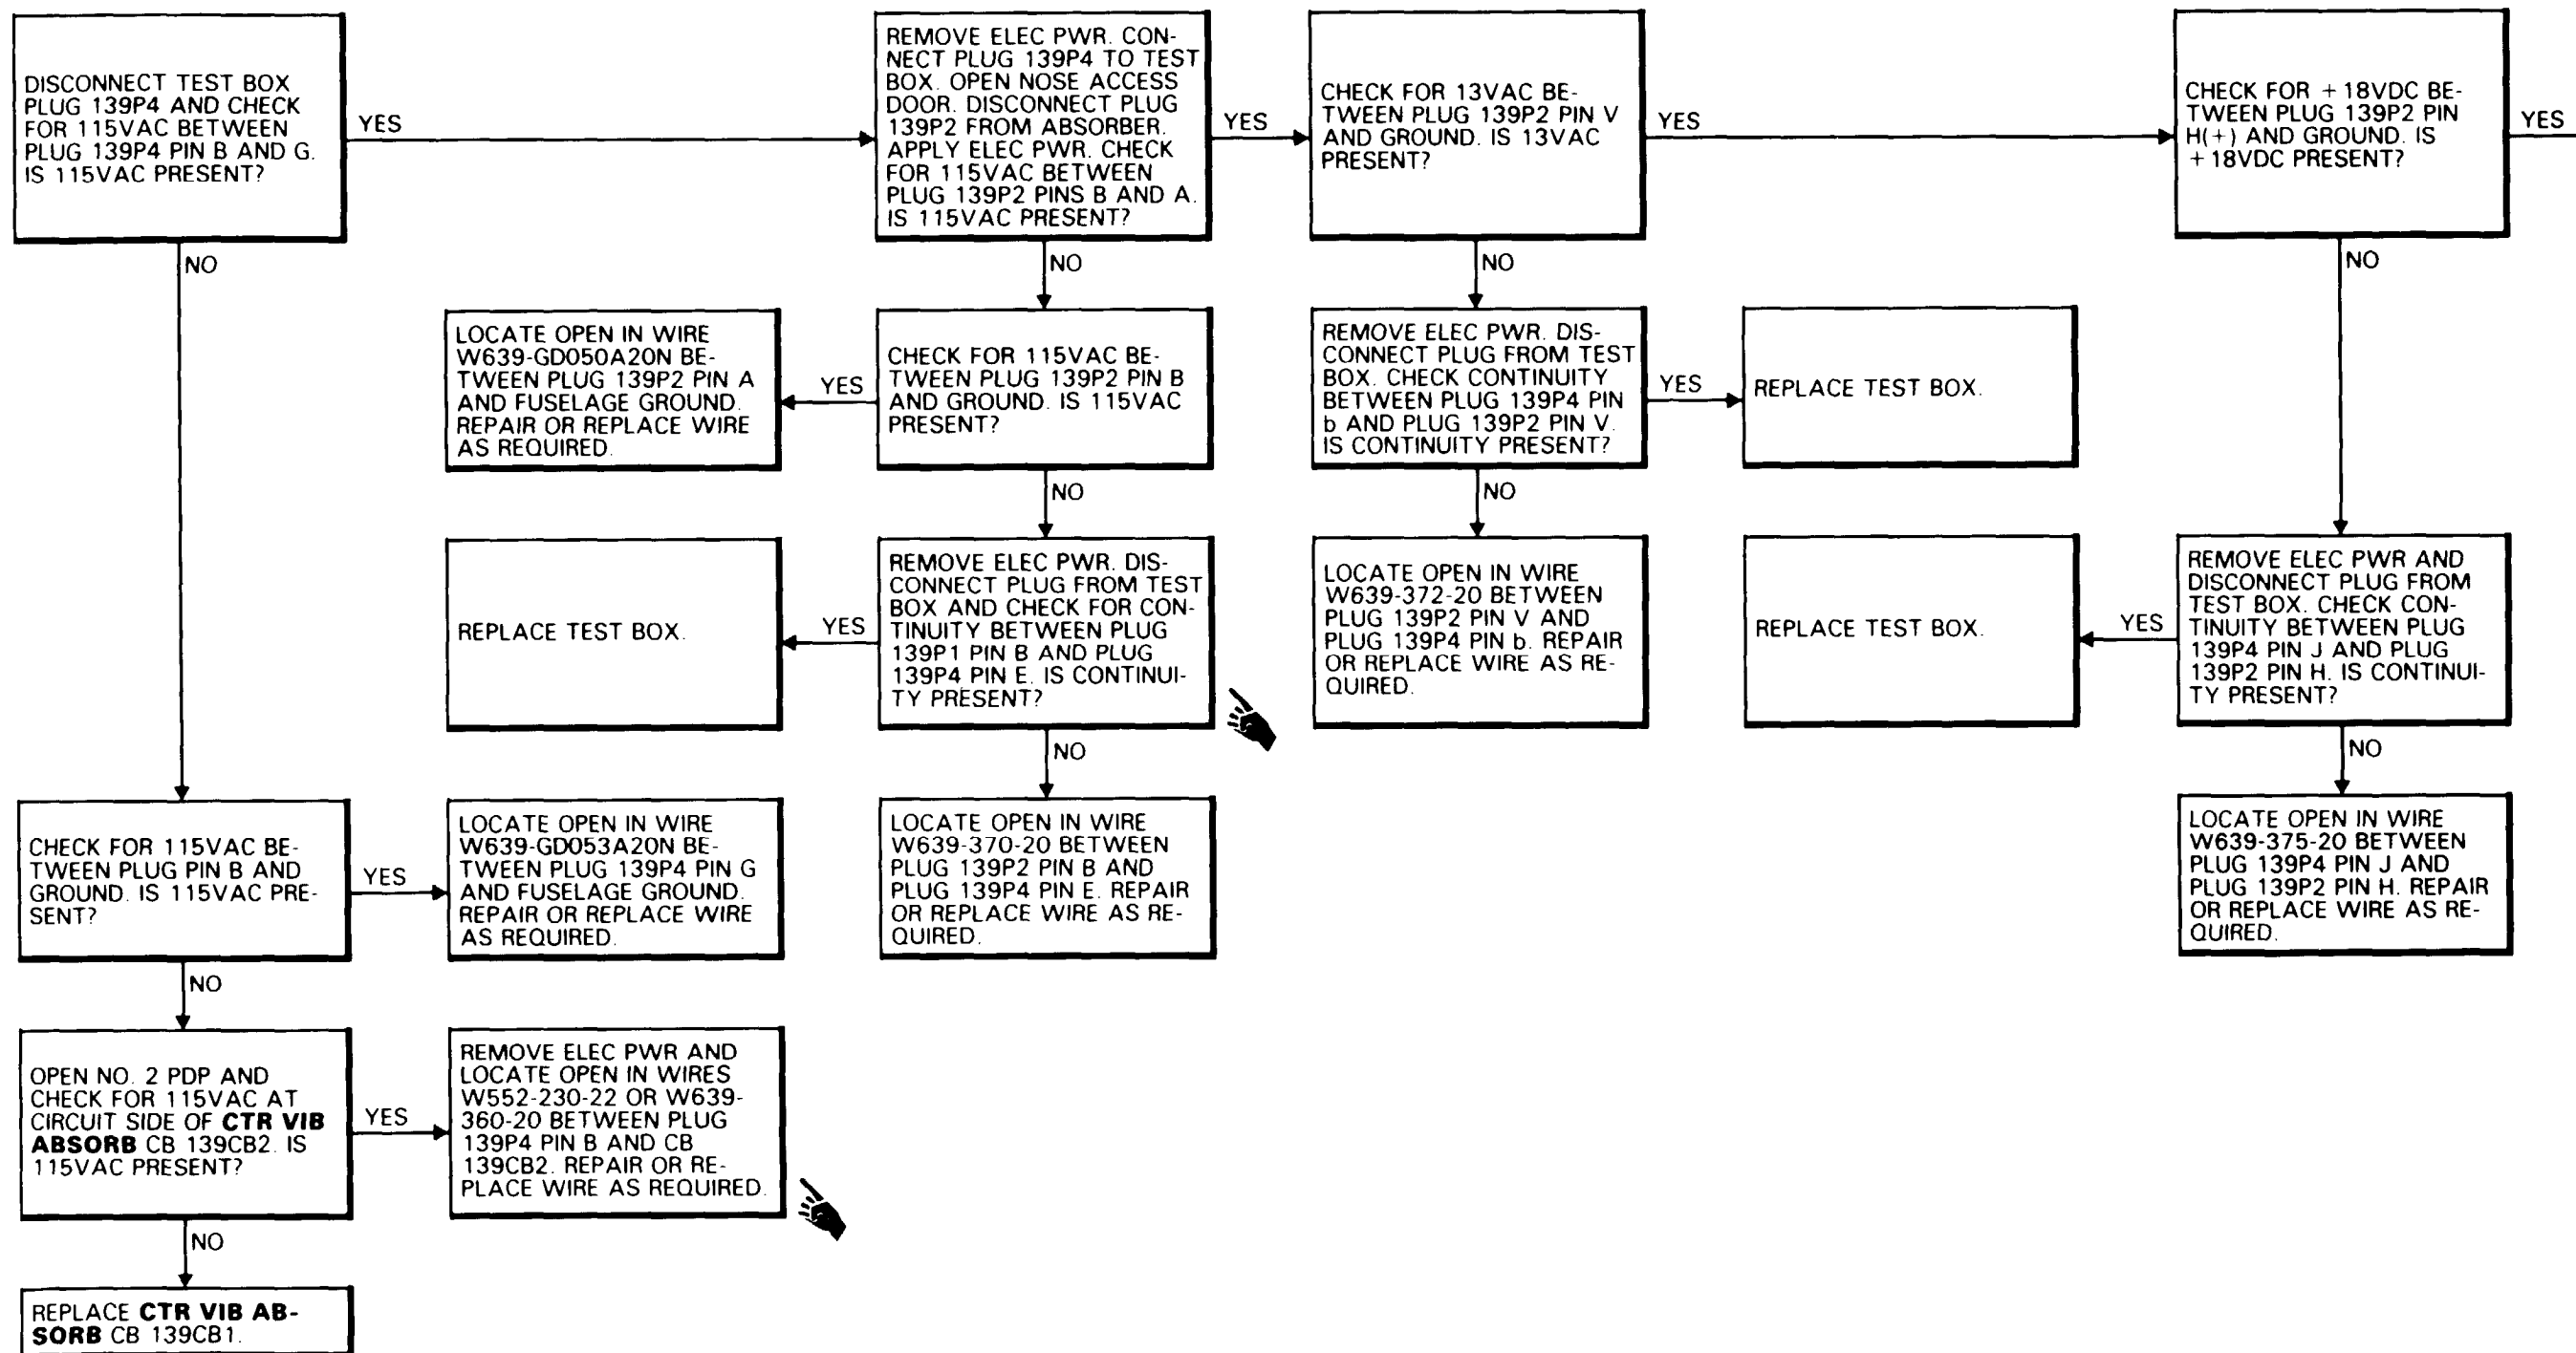 DISCONNECT TEST BOX
PLUG 139P4 AND CHECK
FOR 115VAC BETWEEN
PLUG 139P4 PIN B AND G.
IS 115VAC PRESENT?
YES
NO
REMOVE ELEC PWR. CON-
NECT PLUG 139P4 TO TEST
BOX. OPEN NOSE ACCESS
DOOR. DISCONNECT PLUG
139P2 FROM ABSORBER.
APPLY ELEC PWR. CHECK
FOR 115VAC BETWEEN
PLUG 139P2 PINS B AND A.
IS 115VAC PRESENT?
YES
NO
CHECK FOR 13VAC BE-
TWEEN PLUG 139P2 PIN V
AND GROUND. IS 13VAC
PRESENT?
YES
NO
CHECK FOR +18VDC BE-
TWEEN PLUG 139P2 PIN
H(+) AND GROUND. IS
+18VDC PRESENT?
YES
NO
LOCATE OPEN IN WIRE
W639-GD050A20N BE-
TWEEN PLUG 139P2 PIN A
AND FUSELAGE GROUND.
REPAIR OR REPLACE WIRE
AS REQUIRED.
YES
CHECK FOR 115VAC BE-
TWEEN PLUG 139P2 PIN B
AND GROUND. IS 115VAC
PRESENT?
NO
REMOVE ELEC PWR. DIS-
CONNECT PLUG FROM TEST
BOX. CHECK CONTINUITY
BETWEEN PLUG 139P4 PIN
b AND PLUG 139P2 PIN V.
IS CONTINUITY PRESENT?
YES
NO
REPLACE TEST BOX.
REPLACE TEST BOX.
YES
REMOVE ELEC PWR. DIS-
CONNECT PLUG FROM TEST
BOX AND CHECK FOR CON-
TINUITY BETWEEN PLUG
139P1 PIN B AND PLUG
139P4 PIN E. IS CONTINUI-
TY PRESENT?
NO
LOCATE OPEN IN WIRE
W639-372-20 BETWEEN
PLUG 139P2 PIN V AND
PLUG 139P4 PIN b. REPAIR
OR REPLACE WIRE AS RE-
QUIRED.
REPLACE TEST BOX.
YES
REMOVE ELEC PWR AND
DISCONNECT PLUG FROM
TEST BOX. CHECK CON-
TINUITY BETWEEN PLUG
139P4 PIN J AND PLUG
139P2 PIN H. IS CONTINUI-
TY PRESENT?
NO
CHECK FOR 115VAC BE-
TWEEN PLUG PIN B AND
GROUND. IS 115VAC PRE-
SENT?
YES
NO
LOCATE OPEN IN WIRE
W639-GD053A20N BE-
TWEEN PLUG 139P4 PIN G
AND FUSELAGE GROUND.
REPAIR OR REPLACE WIRE
AS REQUIRED.
LOCATE OPEN IN WIRE
W639-370-20 BETWEEN
PLUG 139P2 PIN B AND
PLUG 139P4 PIN E. REPAIR
OR REPLACE WIRE AS RE-
QUIRED.
LOCATE OPEN IN WIRE
W639-375-20 BETWEEN
PLUG 139P4 PIN J AND
PLUG 139P2 PIN H. REPAIR
OR REPLACE WIRE AS RE-
QUIRED.
OPEN NO. 2 PDP AND
CHECK FOR 115VAC AT
CIRCUIT SIDE OF CTR VIB
ABSORB CB 139CB2. IS
115VAC PRESENT?
YES
NO
REMOVE ELEC PWR AND
LOCATE OPEN IN WIRES
W552-230-22 OR W639-
360-20 BETWEEN PLUG
139P4 PIN B AND CB
139CB2. REPAIR OR RE-
PLACE WIRE AS REQUIRED.
REPLACE CTR VIB AB-
SORB CB 139CB1.